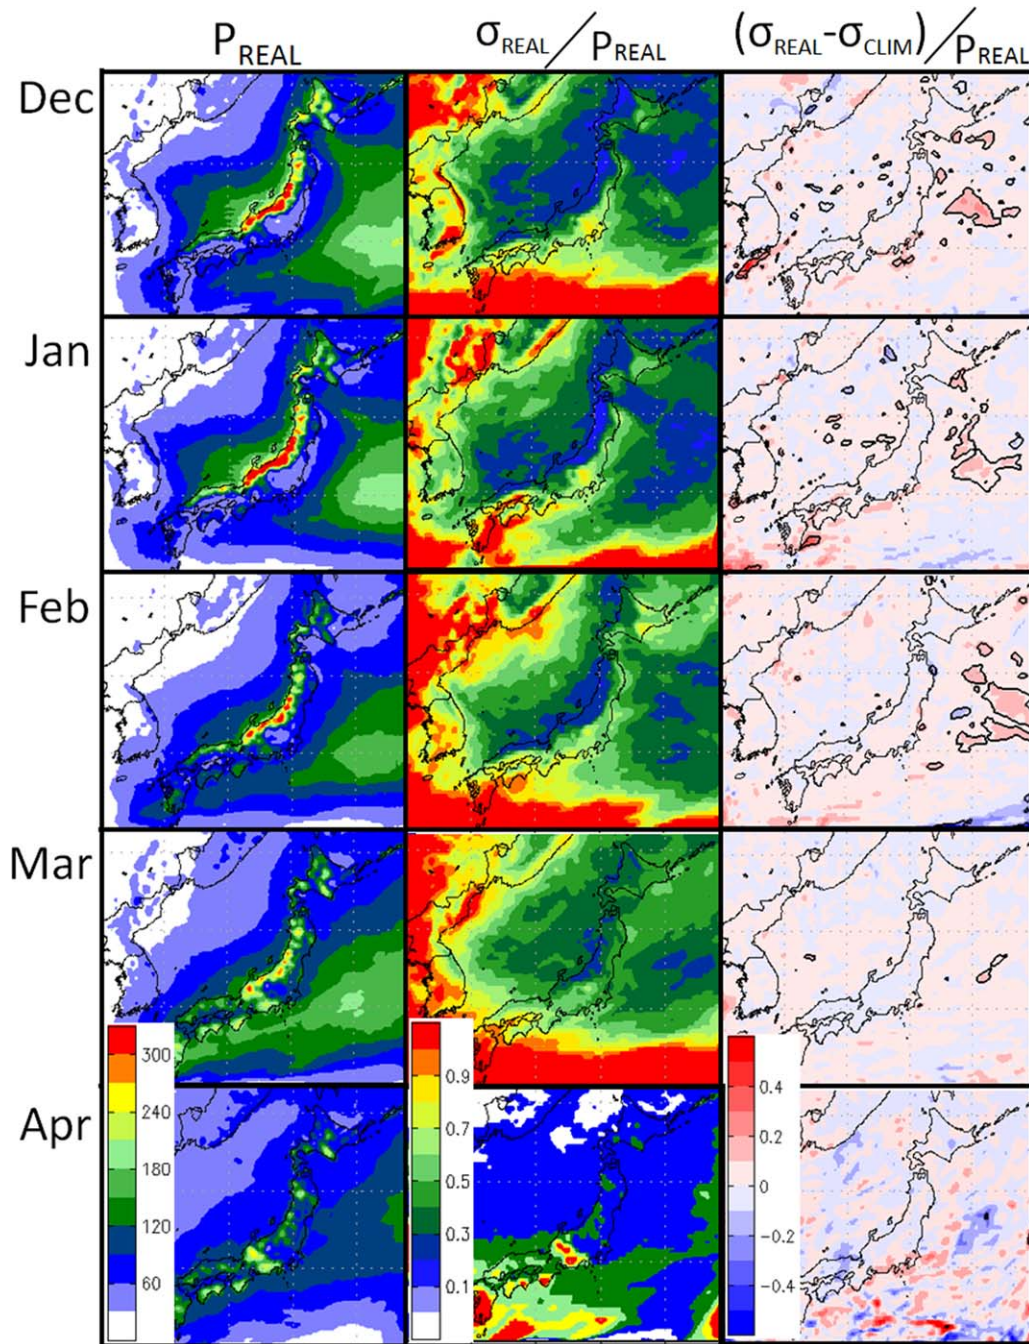 P_REAL σ_REAL/P_REAL (σ_REAL-σ_CLIM)/P_REAL
Dec
Jan
Feb
Mar
300
240
180
120
60
0.9
0.7
0.5
0.3
0.1
0.4
0.2
0
-0.2
-0.4
Apr